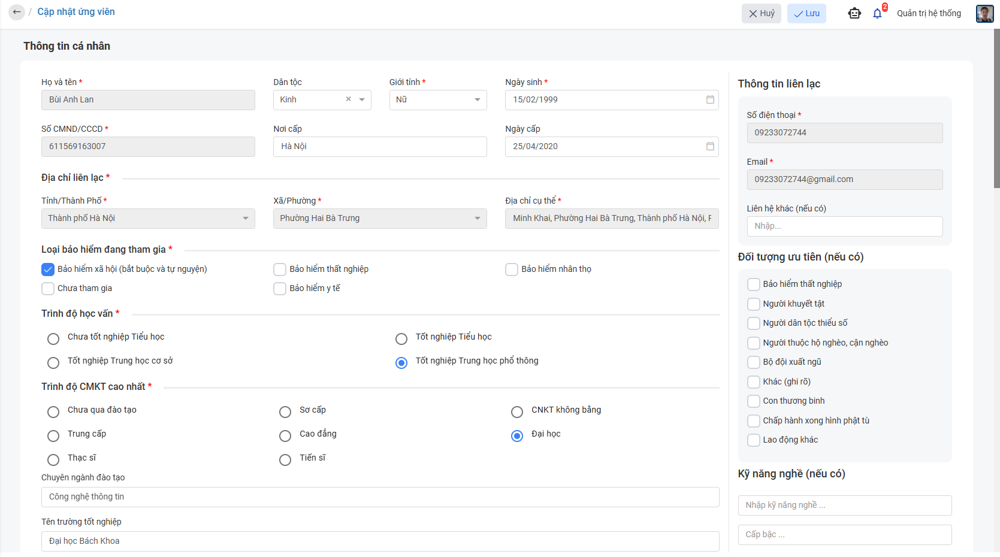 / Cập nhật ứng viên
Huỷ
Lưu
2
Quản trị hệ thống
Thông tin cá nhân
Họ và tên *
Dân tộc
Giới tính *
Ngày sinh *
Bùi Anh Lan
Kinh
Nữ
15/02/1999
Số CMND/CCCD *
Nơi cấp
Ngày cấp
611569163007
Hà Nội
25/04/2020
Địa chỉ liên lạc *
Tỉnh/Thành Phố *
Xã/Phường *
Địa chỉ cụ thể *
Thành phố Hà Nội
Phường Hai Bà Trưng
Minh Khai, Phường Hai Bà Trưng, Thành phố Hà Nội,
Loại bảo hiểm đang tham gia *
Bảo hiểm xã hội (bắt buộc và tự nguyện)
Bảo hiểm thất nghiệp
Bảo hiểm nhân thọ
Chưa tham gia
Bảo hiểm y tế
Trình độ học vấn *
Chưa tốt nghiệp Tiểu học
Tốt nghiệp Tiểu học
Tốt nghiệp Trung học cơ sở
Tốt nghiệp Trung học phổ thông
Trình độ CMKT cao nhất *
Chưa qua đào tạo
Sơ cấp
CNKT không bằng
Trung cấp
Cao đẳng
Đại học
Thạc sĩ
Tiến sĩ
Chuyên ngành đào tạo
Công nghệ thông tin
Tên trường tốt nghiệp
Đại học Bách Khoa
Thông tin liên lạc
Số điện thoại *
09233072744
Email *
09233072744@gmail.com
Liên hệ khác (nếu có)
Nhập...
Đối tượng ưu tiên (nếu có)
Bảo hiểm thất nghiệp
Người khuyết tật
Người dân tộc thiểu số
Người thuộc hộ nghèo, cận nghèo
Bộ đội xuất ngũ
Khác (ghi rõ)
Con thương binh
Chấp hành xong hình phật tù
Lao động khác
Kỹ năng nghề (nếu có)
Nhập kỹ năng nghề ...
Cấp bậc ...